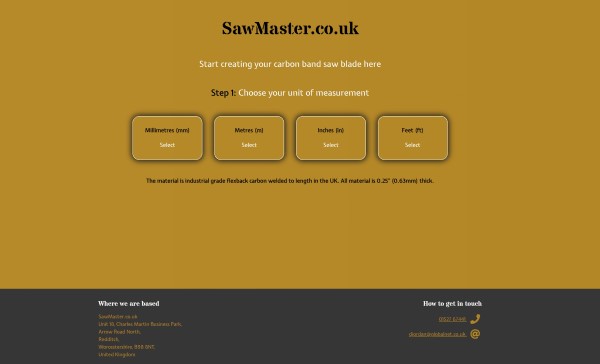 SawMaster.co.uk
Start creating your carbon band saw blade here
Step 1: Choose your unit of measurement
Millimetres (mm)
Select
Metres (m)
Select
Inches (in)
Select
Feet (ft)
Select
The material is industrial grade flexback carbon welded to length in the UK. All material is 0.25" (0.63mm) thick.
Where we are based
SawMaster.co.uk
Unit 10, Charles Martin Business Park,
Arrow Road North,
Redditch,
Worcestershire, B98 8NT,
United Kingdom
How to get in touch